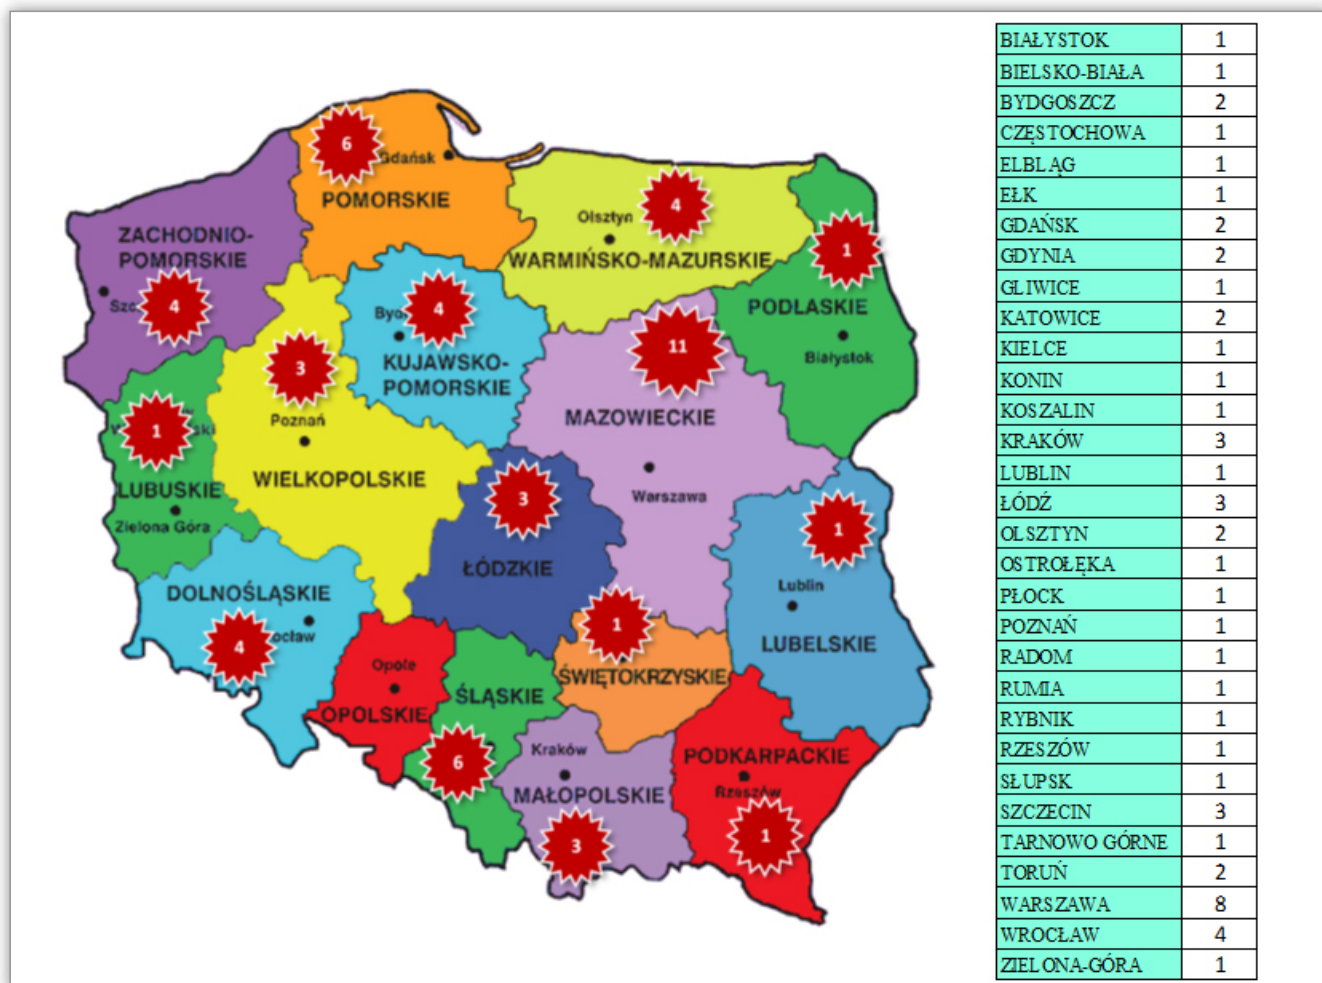 6
Gdańsk
POMORSKIE
ZACHODNIO-
POMORSKIE
4
Olsztyn
4
WARMIŃSKO-MAZURSKIE
1
PODLASKIE
Białystok
4
KUJAWSKO-
POMORSKIE
3
Poznań
WIELKOPOLSKIE
11
MAZOWIECKIE
Warszawa
1
LUBUSKIE
Zielona Góra
3
ŁÓDZKIE
1
Lublin
LUBELSKIE
DOLNOŚLĄSKIE
4
Opole
OPOLSKIE
ŚLĄSKIE
6
1
ŚWIĘTOKRZYSKIE
Kraków
MAŁOPOLSKIE
3
PODKARPACKIE
Rzeszów
1
BIAŁYSTOK 1
BIELSKO-BIAŁA 1
BYDGOSZCZ 2
CZĘSTOCHOWA 1
ELBLĄG 1
EŁK 1
GDAŃSK 2
GDYNIA 2
GLIWICE 1
KATOWICE 2
KIELCE 1
KONIN 1
KOSZALIN 1
KRAKÓW 3
LUBLIN 1
ŁÓDŹ 3
OLSZTYN 2
OSTROŁĘKA 1
PŁOCK 1
POZNAŃ 1
RADOM 1
RUMIA 1
RYBNIK 1
RZESZÓW 1
SŁUPSK 1
SZCZECIN 3
TARNOWO GÓRNE 1
TORUŃ 2
WARSZAWA 8
WROCŁAW 4
ZIELONA-GÓRA 1